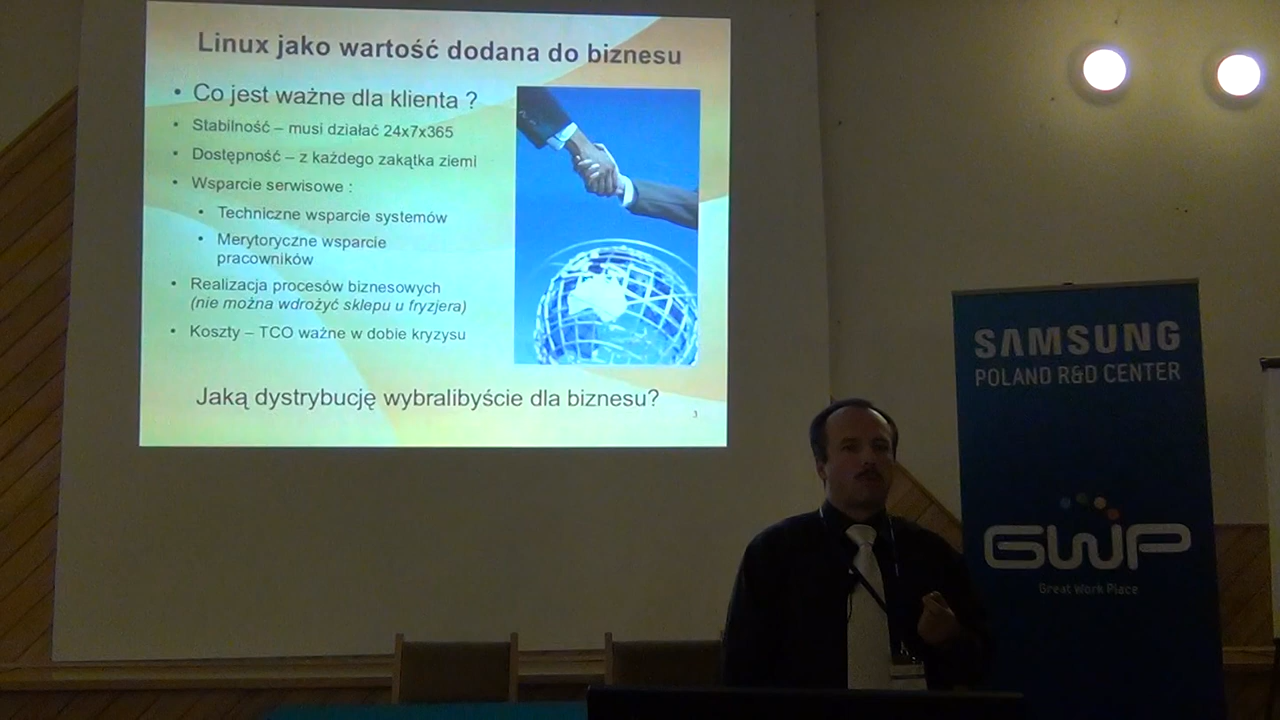 Linux jako wartość dodana do biznesu
• Co jest ważne dla klienta ?
• Stabilność – musi działać 24x7x365
• Dostępność – z każdego zakątka ziemi
• Wsparcie serwisowe :
• Techniczne wsparcie systemów
• Merytoryczne wsparcie
pracowników
• Realizacja procesów biznesowych
(nie można wdrożyć sklepu u fryzjera)
• Koszty – TCO ważne w dobie kryzysu
Jaką dystrybucję wybralibyście dla biznesu?
3
SAMSUNG
POLAND R&D CENTER
GWP
Great Work Place